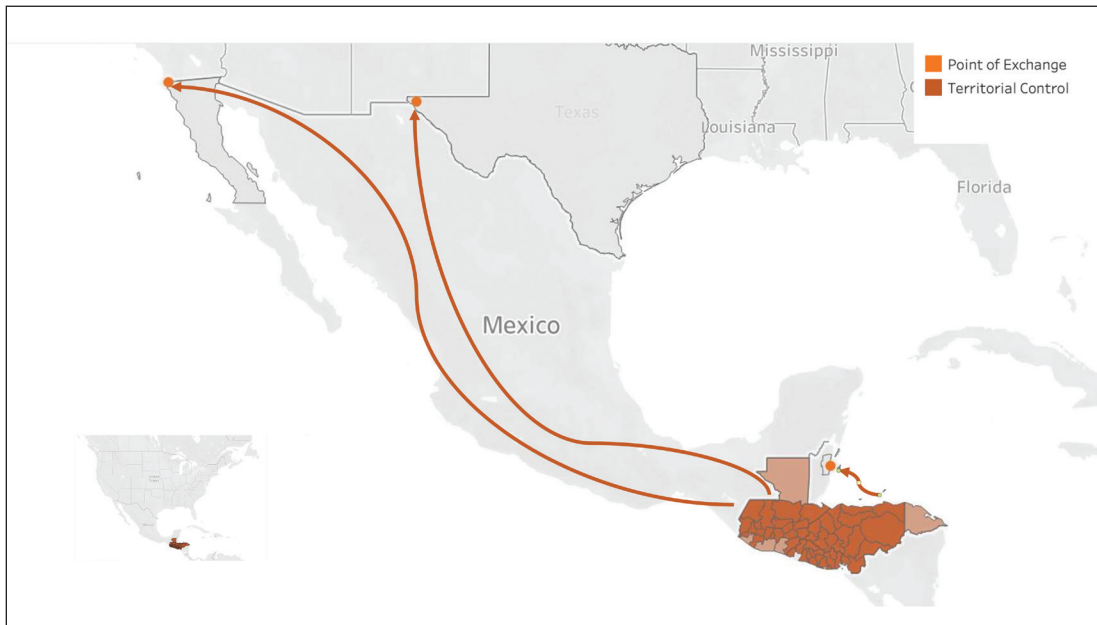 Mississippi
Point of Exchange
Territorial Control
Texas
Louisiana
Florida
Mexico